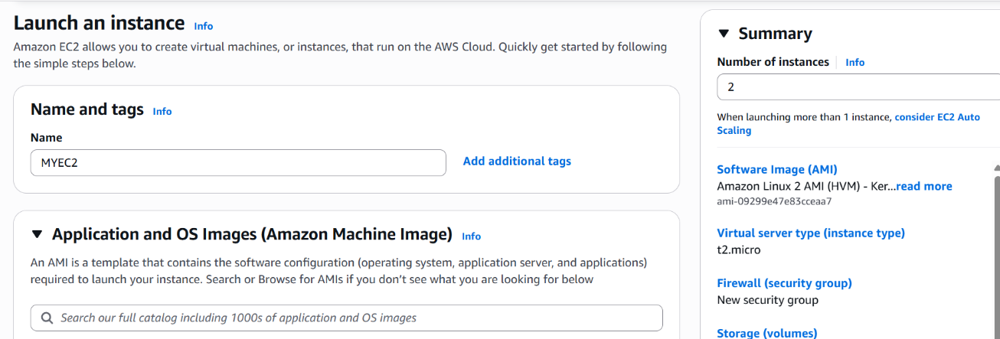 Launch an instance Info
Amazon EC2 allows you to create virtual machines, or instances, that run on the AWS Cloud. Quickly get started by following
the simple steps below.
Name and tags Info
Name
MYEC2
Add additional tags
Application and OS Images (Amazon Machine Image) Info
An AMI is a template that contains the software configuration (operating system, application server, and applications)
required to launch your instance. Search or Browse for AMIs if you don’t see what you are looking for below
Search our full catalog including 1000s of application and OS images
Summary
Number of instances Info
2
When launching more than 1 instance, consider EC2 Auto
Scaling
Software Image (AMI)
Amazon Linux 2 AMI (HVM) - Ker...read more
ami-09299e47e83cceaa7
Virtual server type (instance type)
t2.micro
Firewall (security group)
New security group
Storage (volumes)